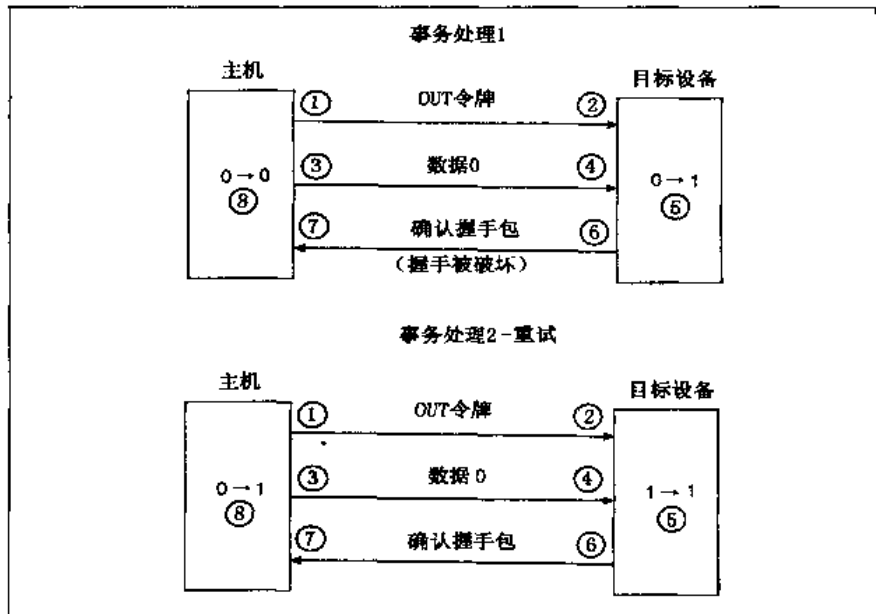 事务处理1
主机
目标设备
① OUT令牌 ②
③ 数据0 ④
0→0
⑧
0→1
⑤
⑦ 确认握手包 ⑥
(握手被破坏)
事务处理2-重试
主机
目标设备
① OUT令牌 ②
③ 数据0 ④
0→1
⑧
1→1
⑤
⑦ 确认握手包 ⑥